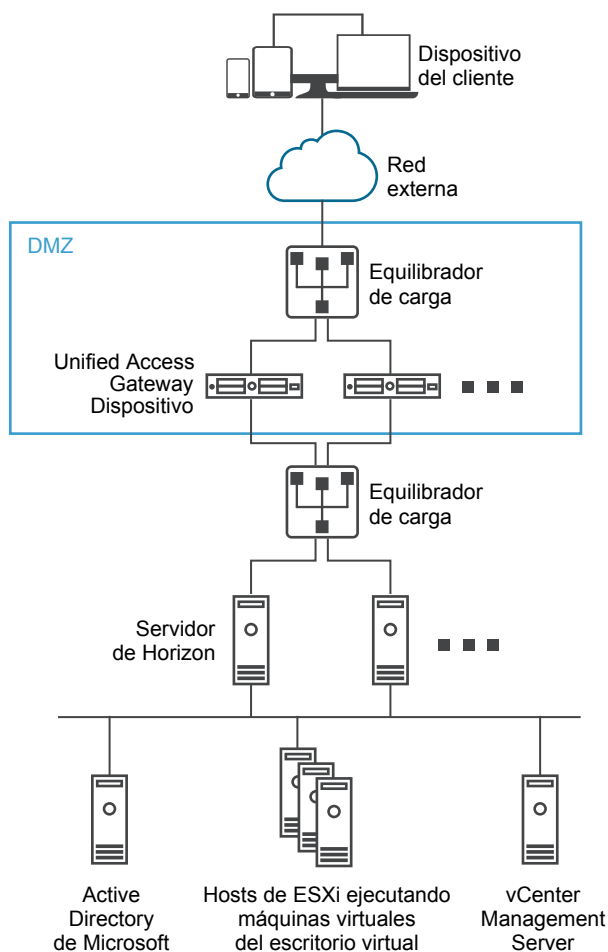 Dispositivo
del cliente
Red
externa
DMZ
Equilibrador
de carga
Unified Access
Gateway
Dispositivo
Equilibrador
de carga
Servidor
de Horizon
Active
Directory
de Microsoft
Hosts de ESXi ejecutando
máquinas virtuales
del escritorio virtual
vCenter
Management
Server